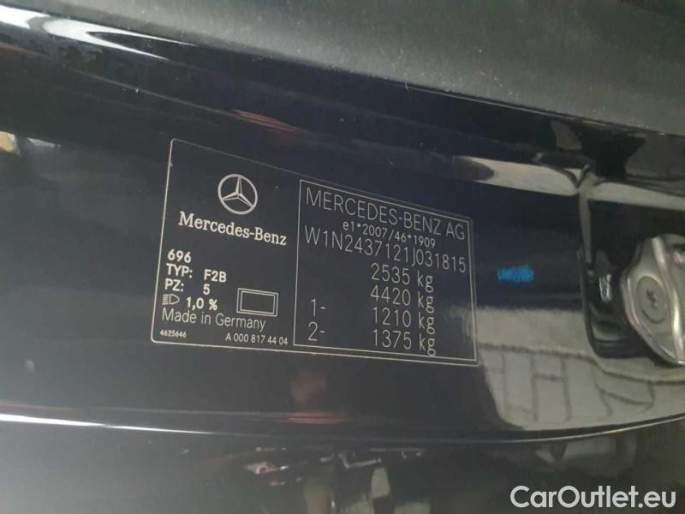 Mercedes-Benz
696
TYP: F2B
PZ: 5
1,0 %
Made in Germany
4625646
A 000 817 44 04
MERCEDES-BENZ AG
e1*2007/46*1909
W1N2437121J031815
2535 kg
4420 kg
1- 1210 kg
2- 1375 kg
CarOutlet.eu